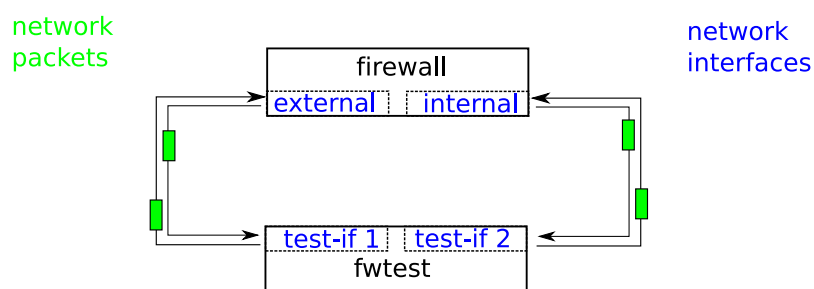 network
packets
network
interfaces
firewall
external
internal
test-if 1
test-if 2
fwtest